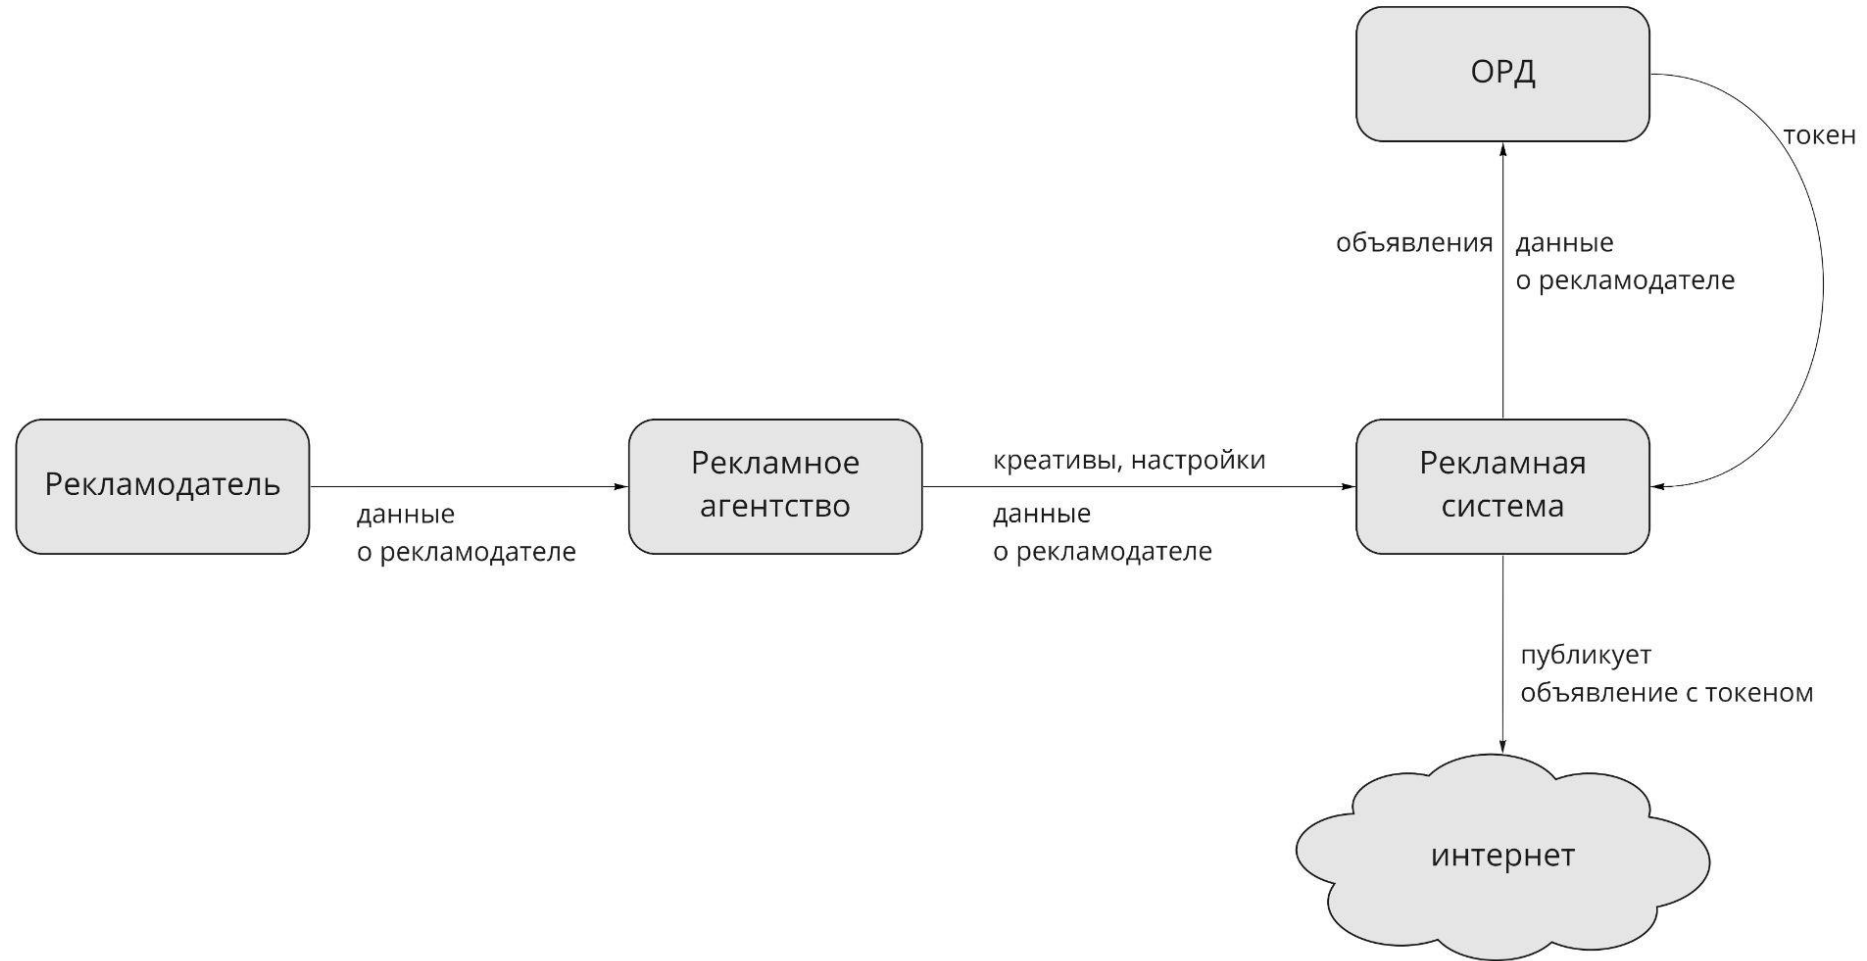 ОРД
токен
объявления
данные
о рекламодателе
Рекламодатель
данные
о рекламодателе
Рекламное
агентство
креативы, настройки
данные
о рекламодателе
Рекламная
система
публикует
объявление с токеном
интернет